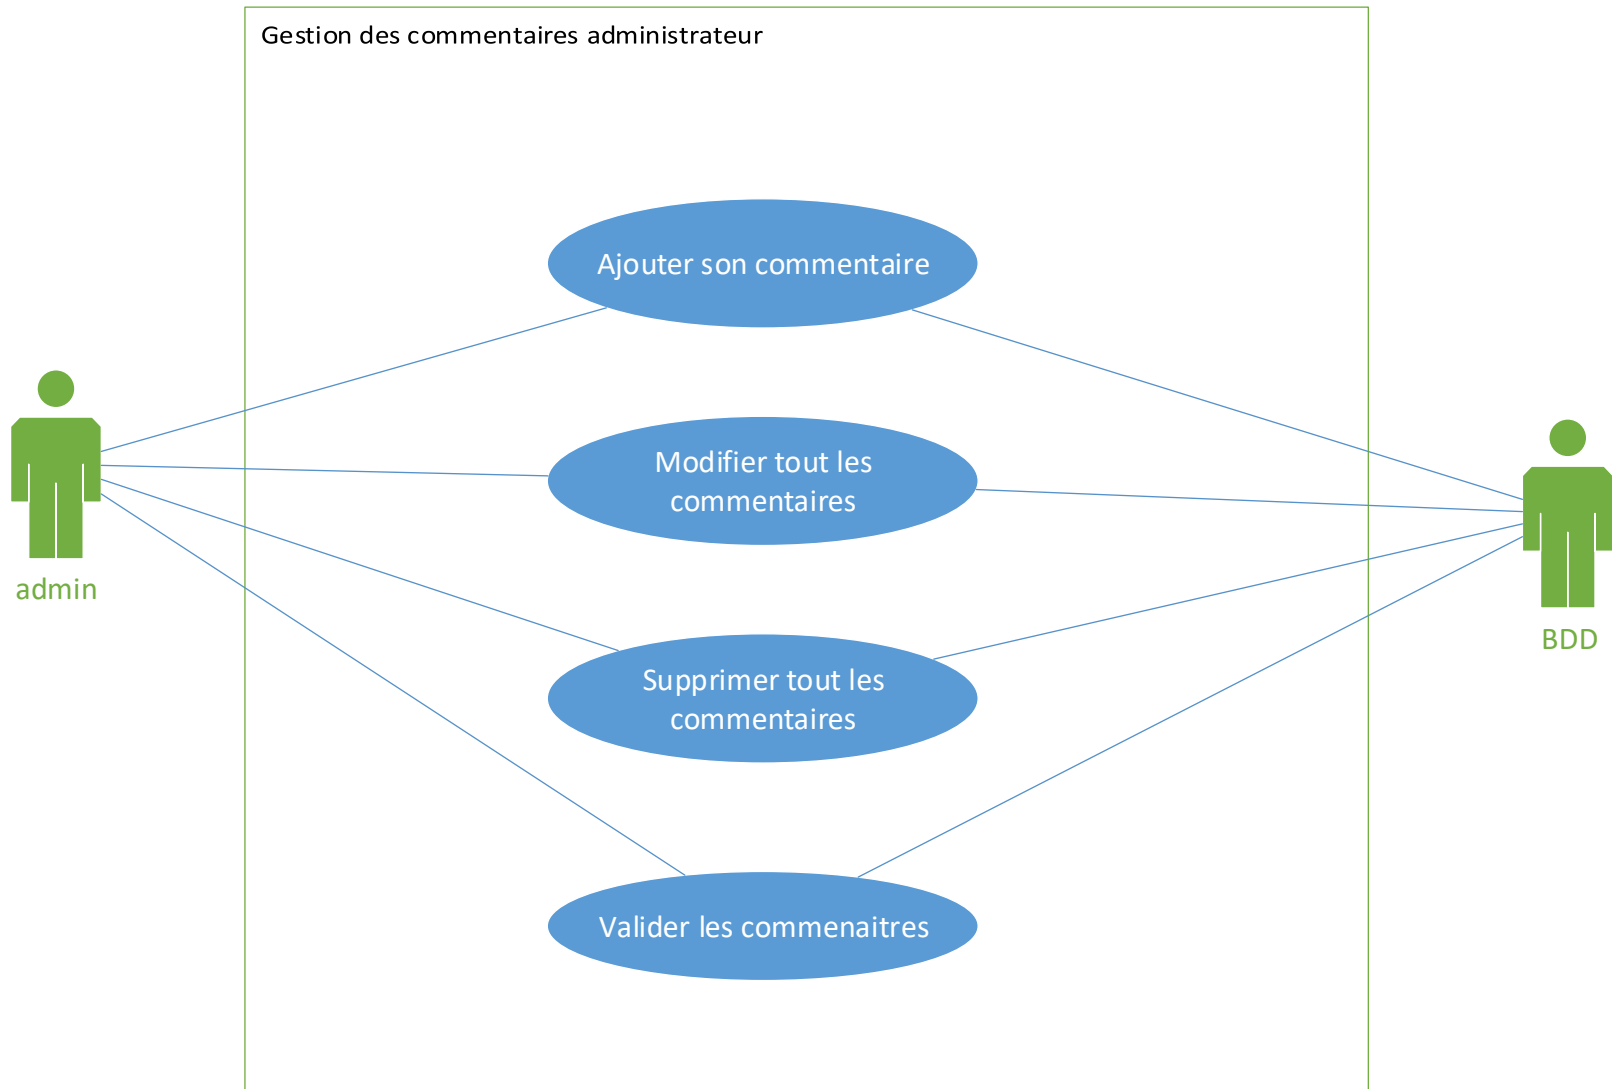 Gestion des commentaires administrateur
Ajouter son commentaire
Modifier tout les
commentaires
admin
BDD
Supprimer tout les
commentaires
Valider les commenaitres